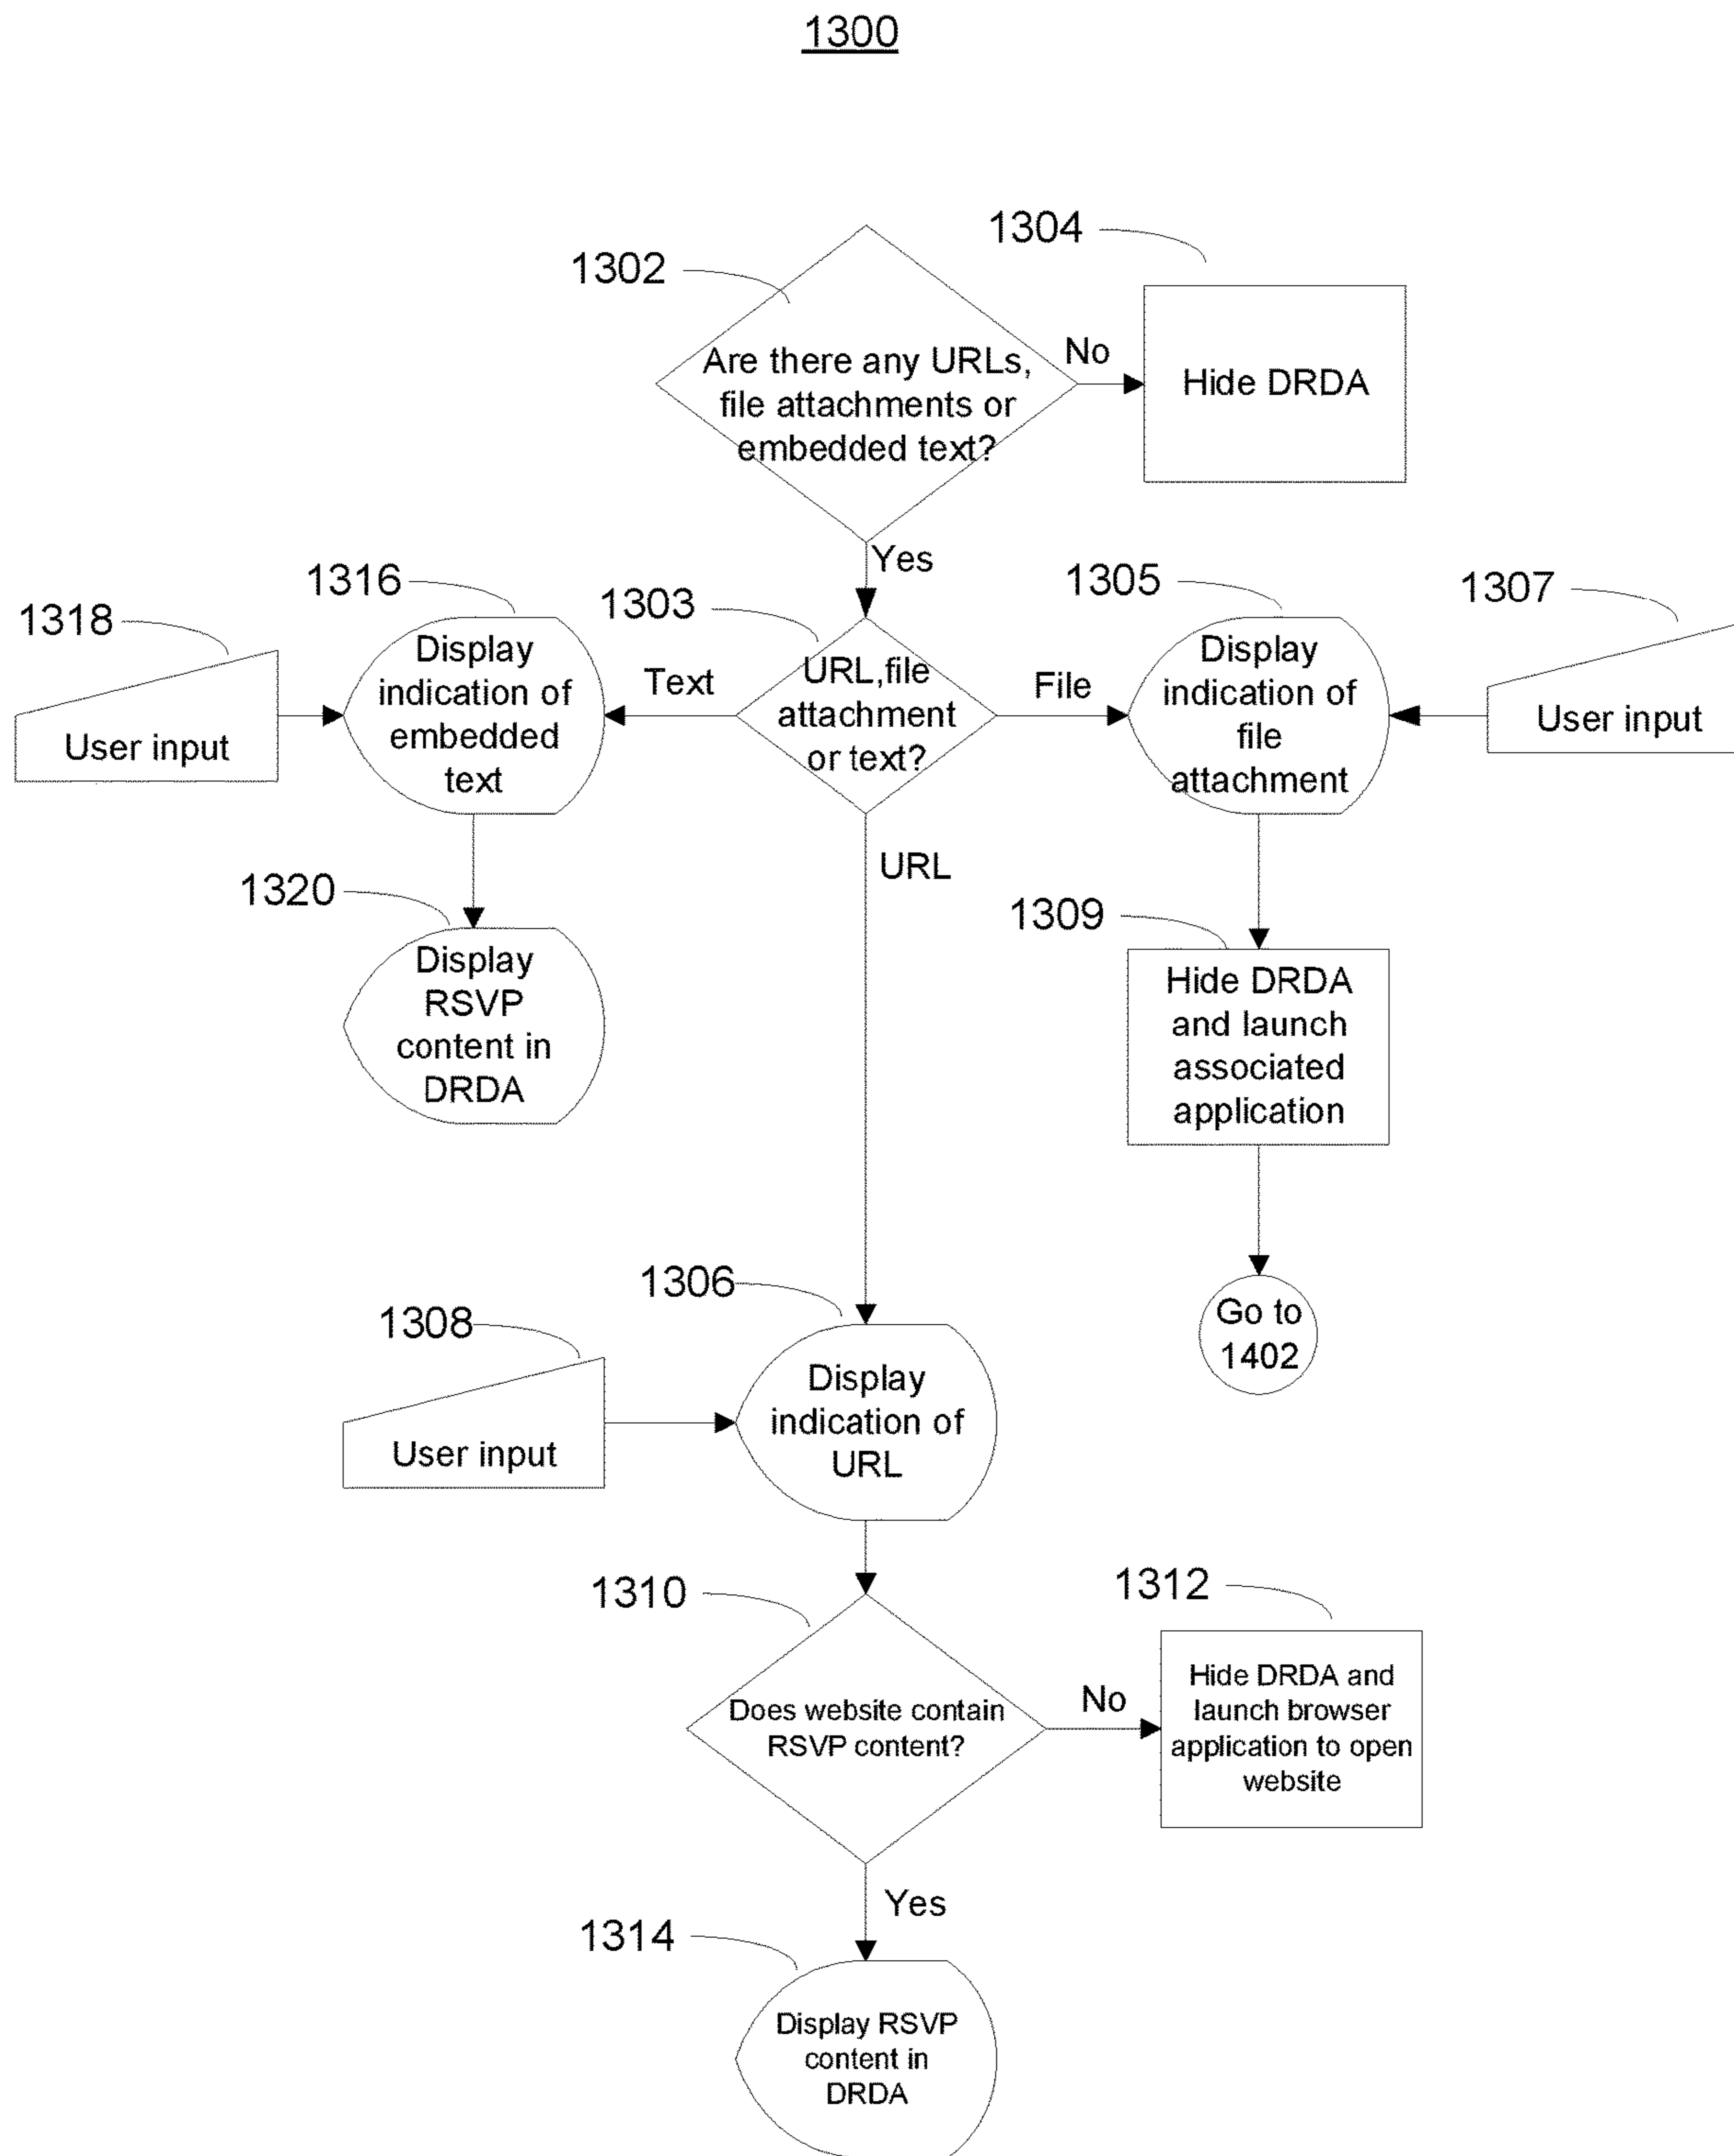 1300
1304
1302
Are there any URLs,
file attachments or
embedded text?
No
Hide DRDA
Yes
1316
1303
1305
1307
1318
Display
indication of
embedded
text
Text
URL,file
attachment
or text?
File
Display
indication of
file
attachment
User input
User input
URL
1320
Display
RSVP
content in
DRDA
1309
Hide DRDA
and launch
associated
application
1306
1308
Go to
1402
Display
indication of
URL
User input
1310
1312
Does website contain
RSVP content?
No
Hide DRDA and
launch browser
application to open
website
Yes
1314
Display RSVP
content in
DRDA